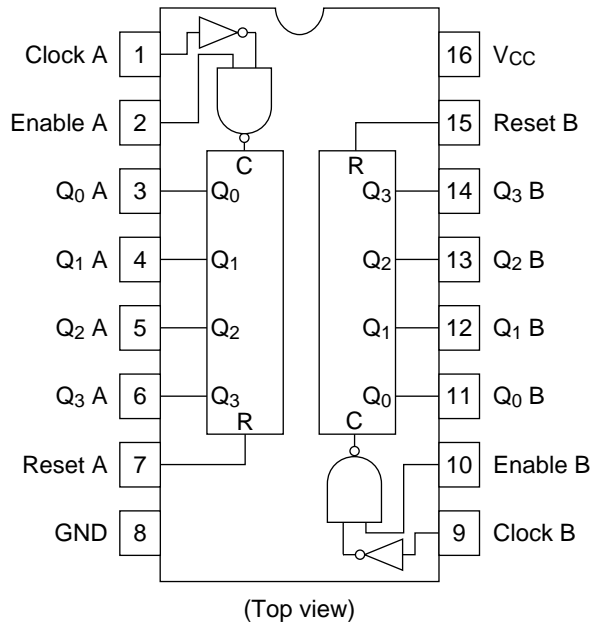 Clock A 1 16 VCC
Enable A 2 15 Reset B
C R
Q0 A 3 Q0 Q3 14 Q3 B
Q1 A 4 Q1 Q2 13 Q2 B
Q2 A 5 Q2 Q1 12 Q1 B
Q3 A 6 Q3 Q0 11 Q0 B
R C
Reset A 7 10 Enable B
GND 8 9 Clock B
(Top view)